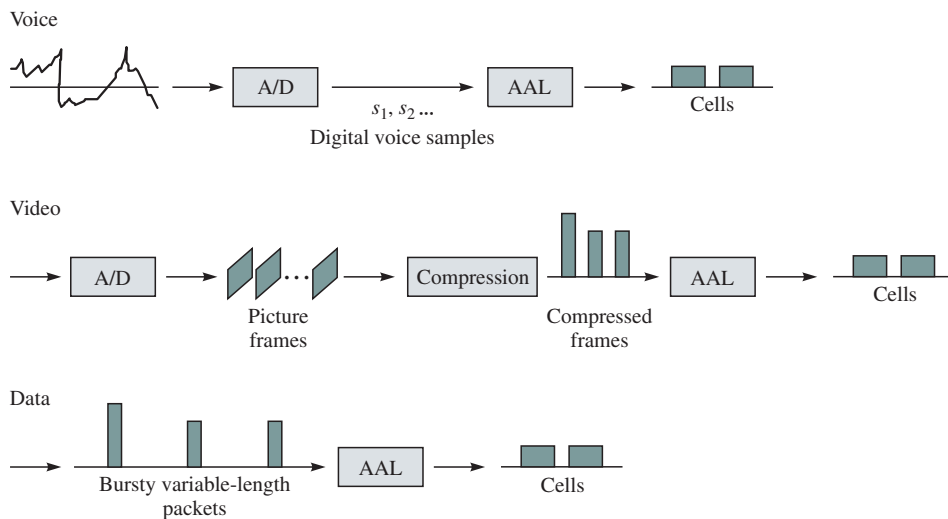 Voice
A/D
AAL
s1, s2 ...
Digital voice samples
Cells
Video
A/D
Picture
frames
Compression
Compressed
frames
AAL
Cells
Data
Bursty variable-length
packets
AAL
Cells